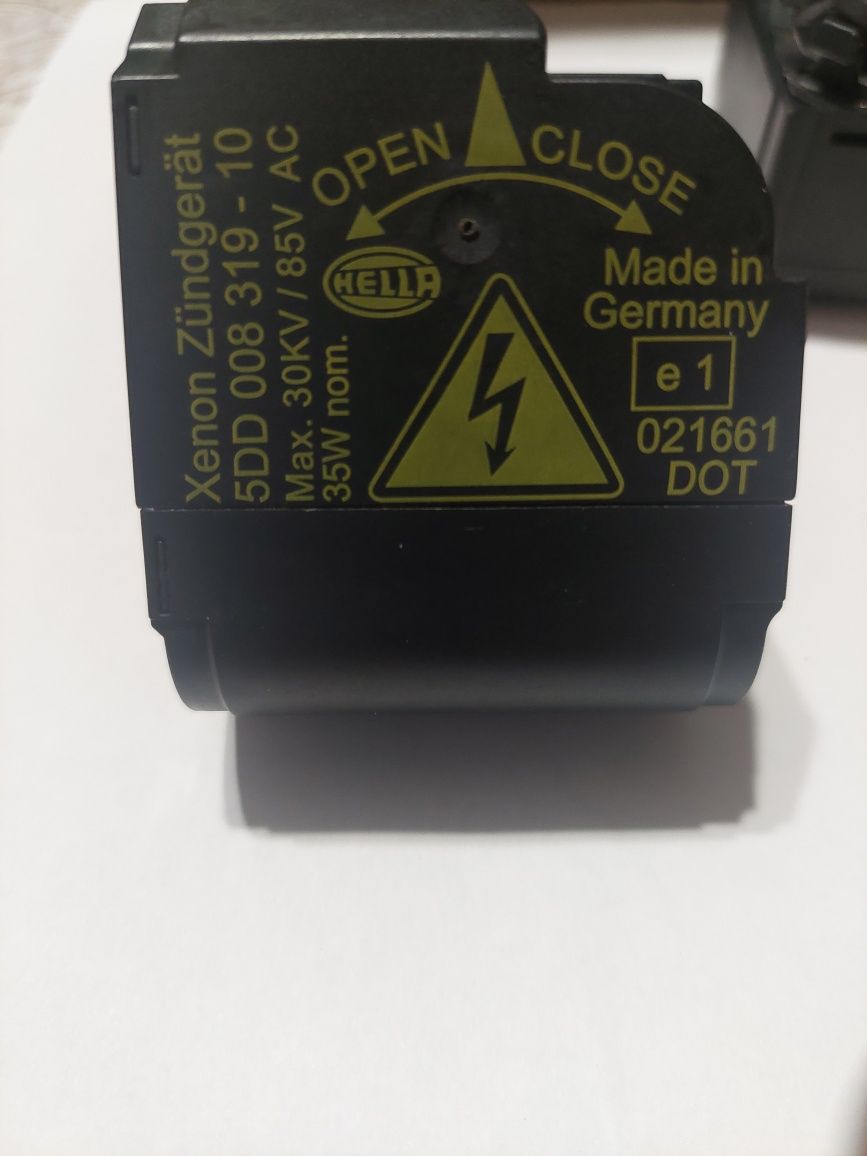 Xenon Zündgerät
5DD 008 319 - 10
Max. 30KV / 85V AC
35W nom.
OPEN CLOSE
HELLA
Made in
Germany
e 1
021661
DOT